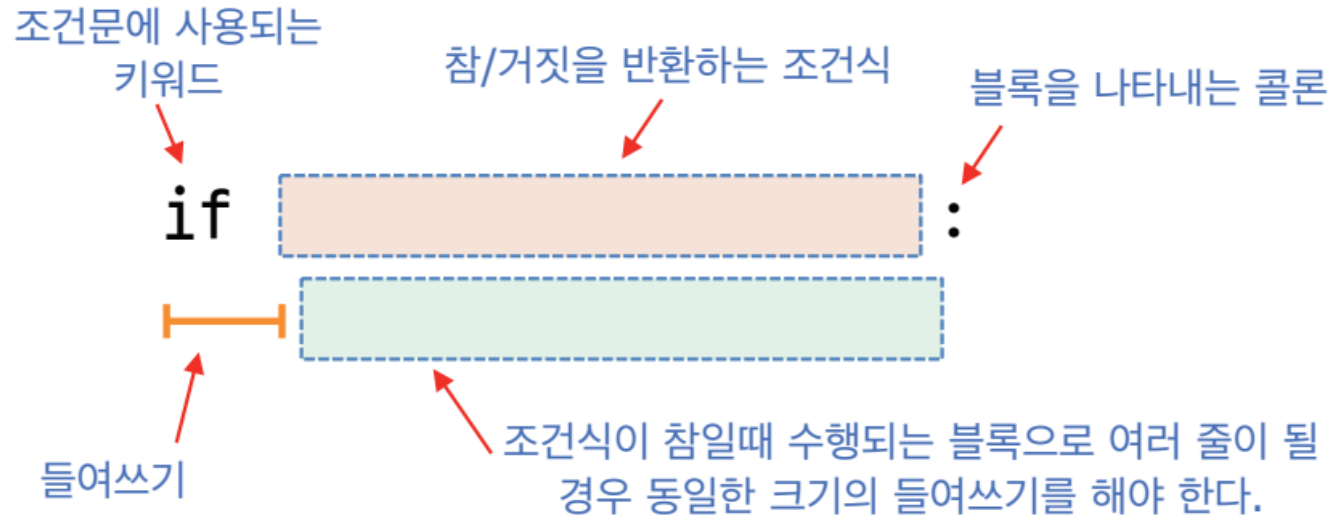 조건문에 사용되는
키워드
참/거짓을 반환하는 조건식
블록을 나타내는 콜론
if :
들여쓰기
조건식이 참일때 수행되는 블록으로 여러 줄이 될
경우 동일한 크기의 들여쓰기를 해야 한다.